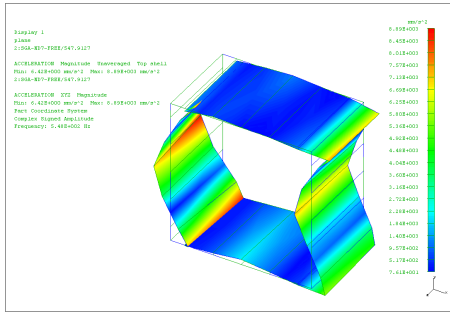 Display 1
plane
2:SGA-ND7-FREE/547.9127
ACCELERATION Magnitude Unaveraged Top shell
Min: 6.42E+000 mm/s^2 Max: 8.89E+003 mm/s^2
2:SGA-ND7-FREE/547.9127
ACCELERATION XYZ Magnitude
Min: 6.42E+000 mm/s^2 Max: 8.89E+003 mm/s^2
Part Coordinate System
Complex Signed Amplitude
Frequency: 5.48E+002 Hz
mm/s^2
8.89E+003
8.45E+003
8.01E+003
7.57E+003
7.13E+003
6.69E+003
6.25E+003
5.80E+003
5.36E+003
4.92E+003
4.48E+003
4.04E+003
3.60E+003
3.16E+003
2.72E+003
2.28E+003
1.84E+003
1.40E+003
9.57E+002
5.17E+002
7.61E+001